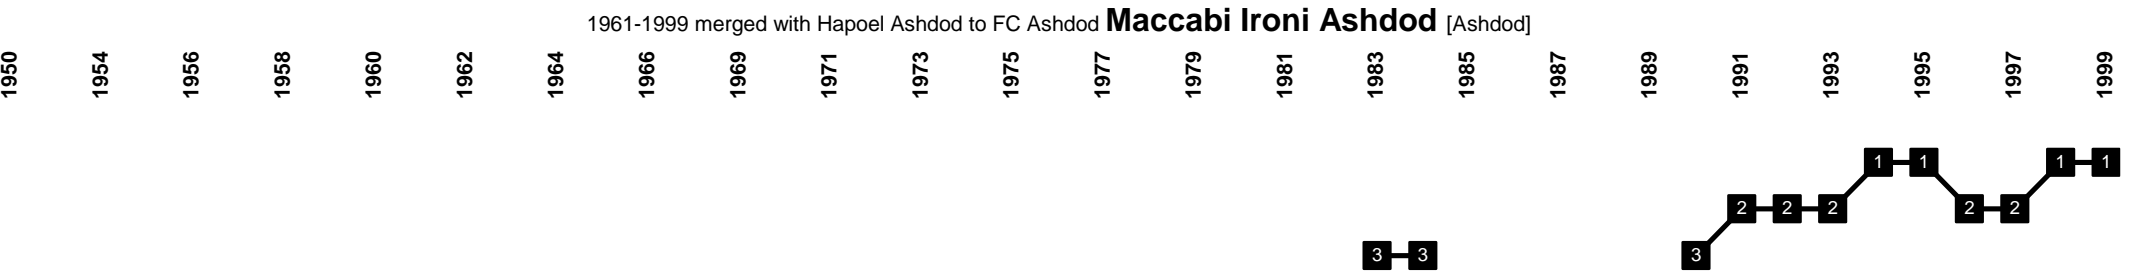 1961-1999 merged with Hapoel Ashdod to FC Ashdod Maccabi Ironi Ashdod [Ashdod]
1950 1954 1956 1958 1960 1962 1964 1966 1969 1971 1973 1975 1977 1979 1981 1983 1985 1987 1989 1991 1993 1995 1997 1999
1 1 1 1
2 2 2 2 2
3 3 3